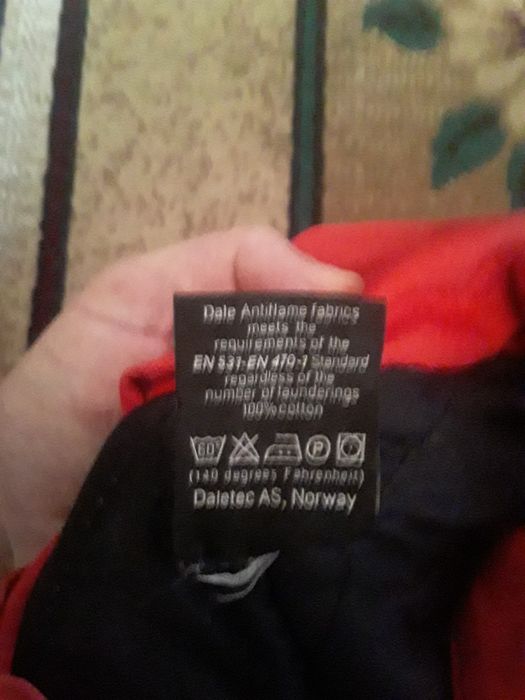 Dale Antiflame fabrics
meets the
requirements of the
EN 531-EN 470-1 Standard
regardless of the
number of launderings
100% cotton
60° P
(140 degrees Fahrenheit)
Daletec AS, Norway